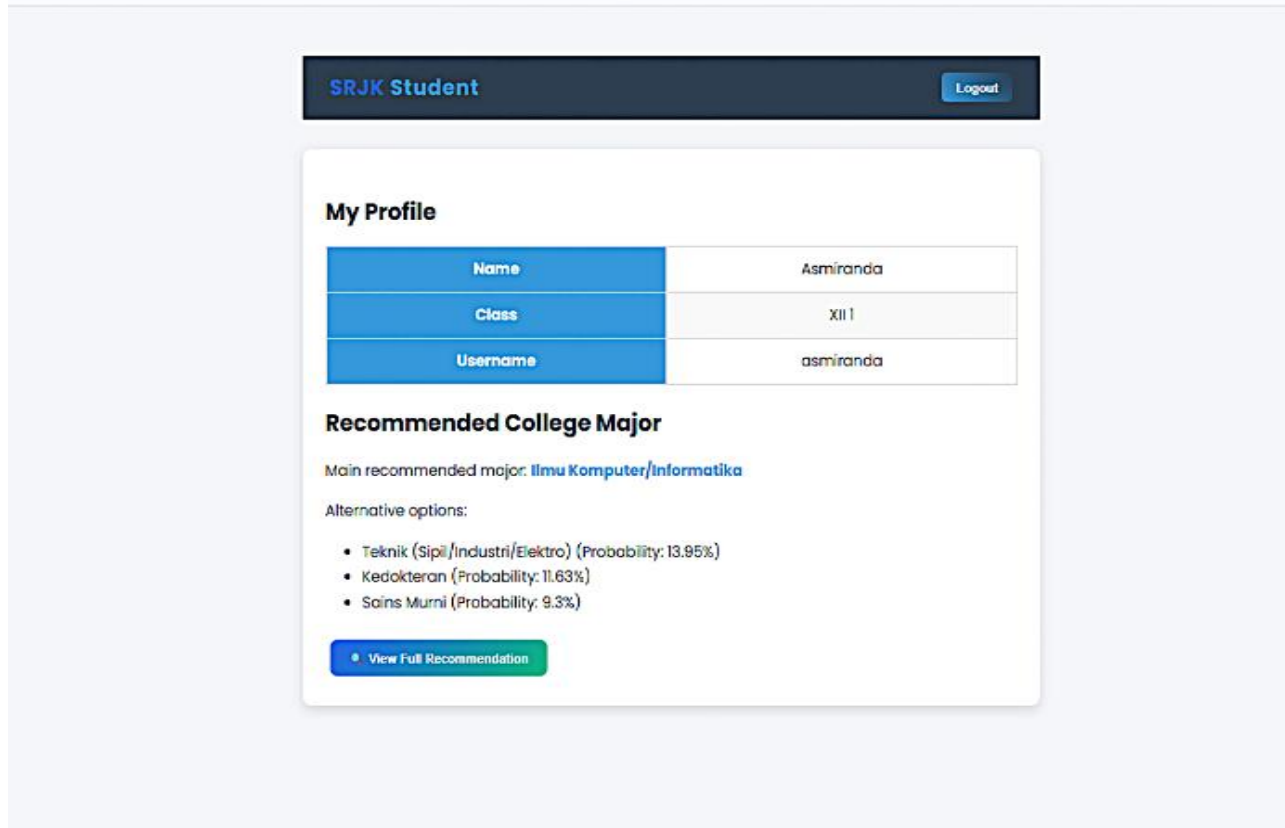 SRJK Student
Logout
My Profile
Name Asmiranda
Class XII 1
Username asmiranda
Recommended College Major
Main recommended major: Ilmu Komputer/Informatika
Alternative options:
• Teknik (Sipil/Industri/Elektro) (Probability: 13.95%)
• Kedokteran (Probability: 11.63%)
• Sains Murni (Probability: 9.3%)
View Full Recommendation